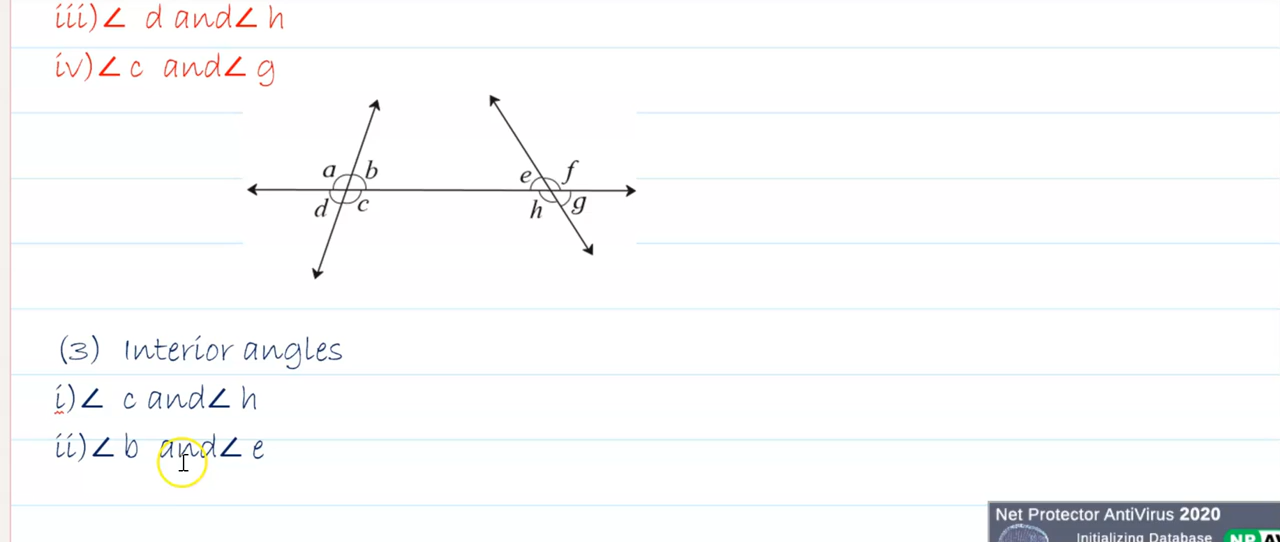 iii)∠ d and∠ h
iv)∠ c and∠ g
a b e f
d c h g
(3) Interior angles
i)∠ c and∠ h
ii)∠ b and∠ e
Net Protector AntiVirus 2020
Initializing Database